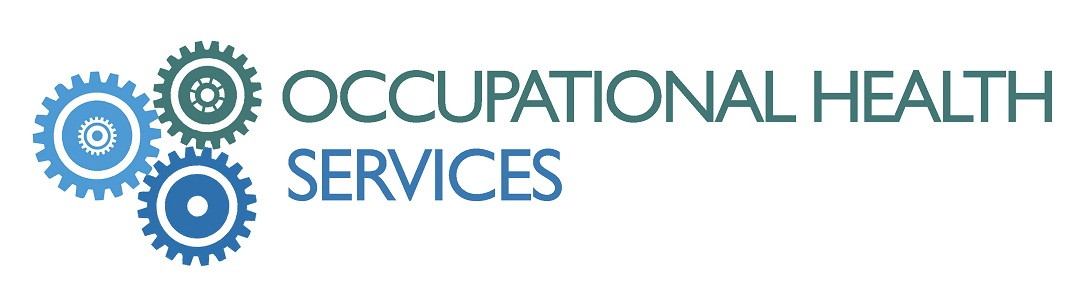 OCCUPATIONAL HEALTH
SERVICES